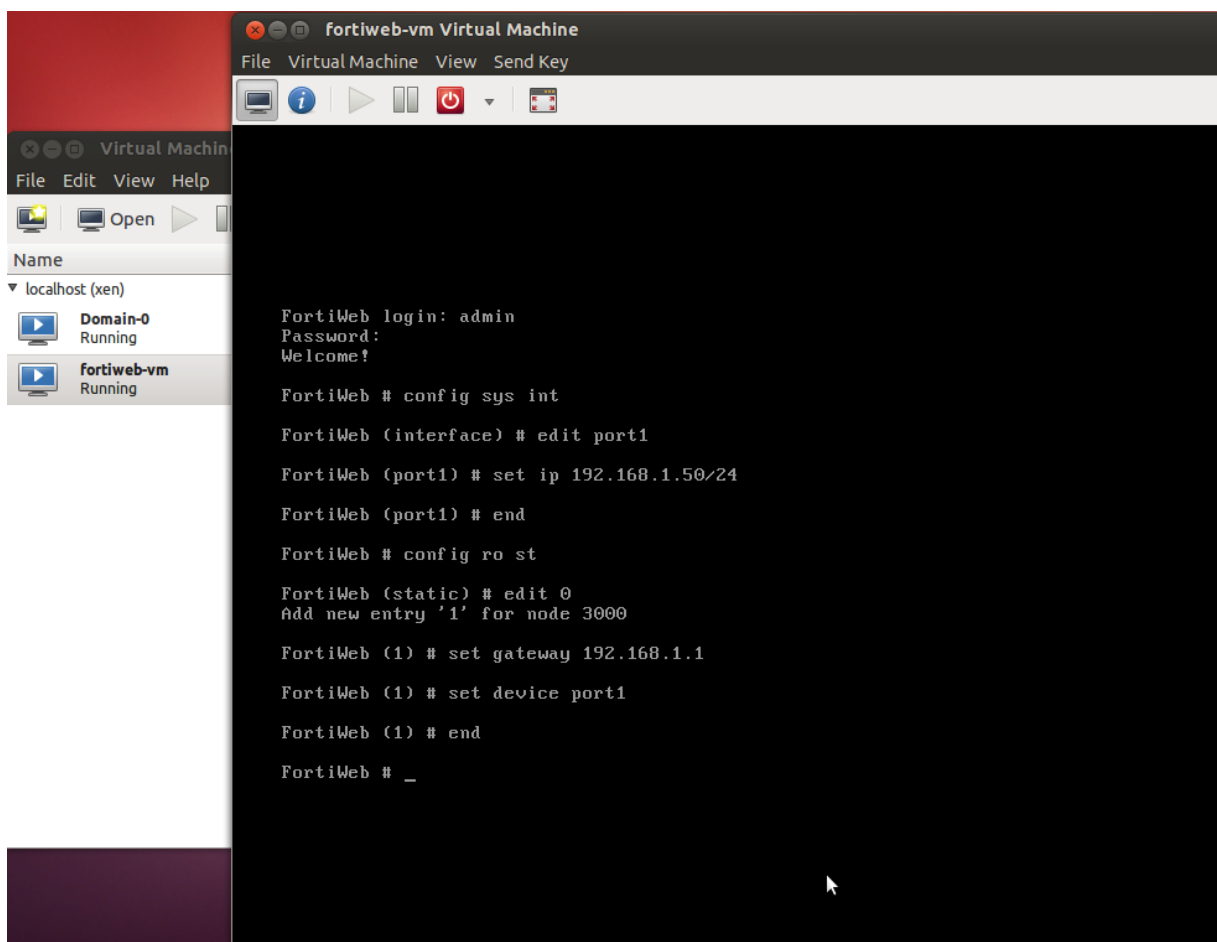 fortiweb-vm Virtual Machine
File Virtual Machine View Send Key
Virtual Machin
File Edit View Help
Open
Name
localhost (xen)
Domain-0
Running
fortiweb-vm
Running
FortiWeb login: admin
Password:
Welcome!
FortiWeb # config sys int
FortiWeb (interface) # edit port1
FortiWeb (port1) # set ip 192.168.1.50/24
FortiWeb (port1) # end
FortiWeb # config ro st
FortiWeb (static) # edit 0
Add new entry '1' for node 3000
FortiWeb (1) # set gateway 192.168.1.1
FortiWeb (1) # set device port1
FortiWeb (1) # end
FortiWeb # _